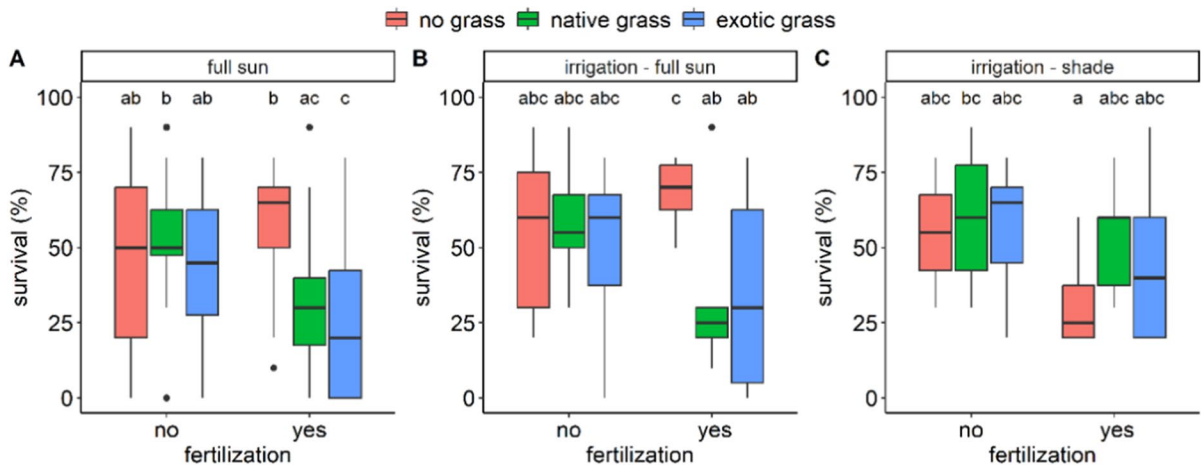 no grass native grass exotic grass
A B C
full sun irrigation - full sun irrigation - shade
ab b ab b ac c abc abc abc c ab ab abc bc abc a abc abc
100 100 100
75 75 75
50 50 50
25 25 25
0 0 0
survival (%) survival (%) survival (%)
no yes no yes no yes
fertilization fertilization fertilization